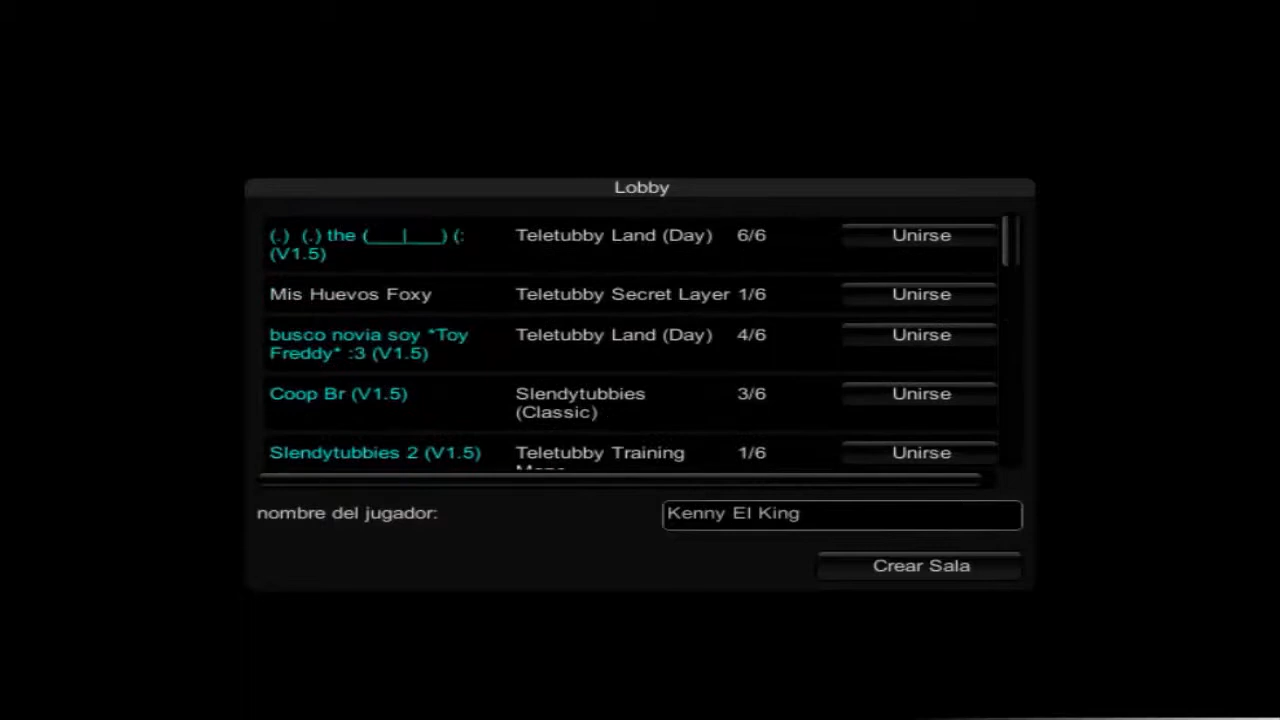 Lobby
(.)  (.) the (___|___) (: Teletubby Land (Day) 6/6 Unirse
(V1.5)
Mis Huevos Foxy Teletubby Secret Layer 1/6 Unirse
busco novia soy *Toy Teletubby Land (Day) 4/6 Unirse
Freddy* :3 (V1.5)
Coop Br (V1.5) Slendytubbies 3/6 Unirse
(Classic)
Slendytubbies 2 (V1.5) Teletubby Training 1/6 Unirse
nombre del jugador: Kenny El King
Crear Sala